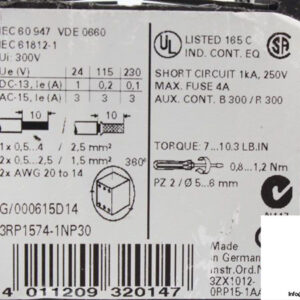 IEC 60 947 VDE 0660
IEC 61812-1
Ui: 300V
Ue (V) 24 115 230
DC-13, Ie (A) 1 0,2 0,1
AC-15, Ie (A) 3 3 3
10 10
1x 0,5...4 / 2,5 mm²
2x 0,5...2,5 / 1,5 mm²
2x AWG 20 to 14
360°
G/000615D14
3RP1574-1NP30
4 011209 320147
UL LISTED 165 C
IND. CONT. EQ
SHORT CIRCUIT 1kA, 250V
MAX. FUSE 4A
AUX. CONT. B 300 / R 300
TORQUE: 7...10.3 LB.IN
0,8...1,2 Nm
PZ 2 / Ø 5...6 mm
N117
Made
in German
Instr.Ord.N
3ZX1012-
0RP15-1AA